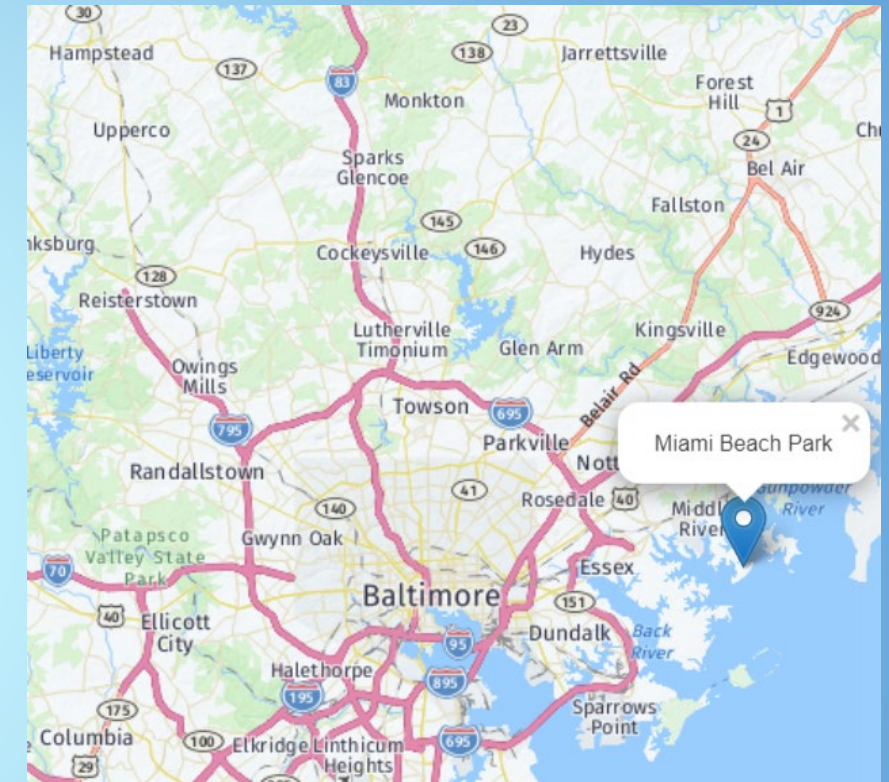 30
23
Hampstead
138
Jarrettsville
137
83
Forest
Hill
Monkton
1
Upperco
24
Sparks
Glencoe
Bel Air
Fallston
145
146
Cockeysville
Hydes
128
Reisterstown
924
Lutherville
Timonium
Kingsville
Glen Arm
Liberty
Edgewood
Owings
Mills
Belair Rd
Towson
695
795
Parkville
Miami Beach Park
×
Randallstown
41
Rosedale
40
140
Gunpowder
River
Gwynn Oak
Patapsco
Valley State
Park
70
Essex
Baltimore
151
40
Ellicott
City
Dundalk
Back
River
95
Halethorpe
895
195
175
Sparrows
Point
Columbia
100
Elkridge
Linthicum
Heights
695
29